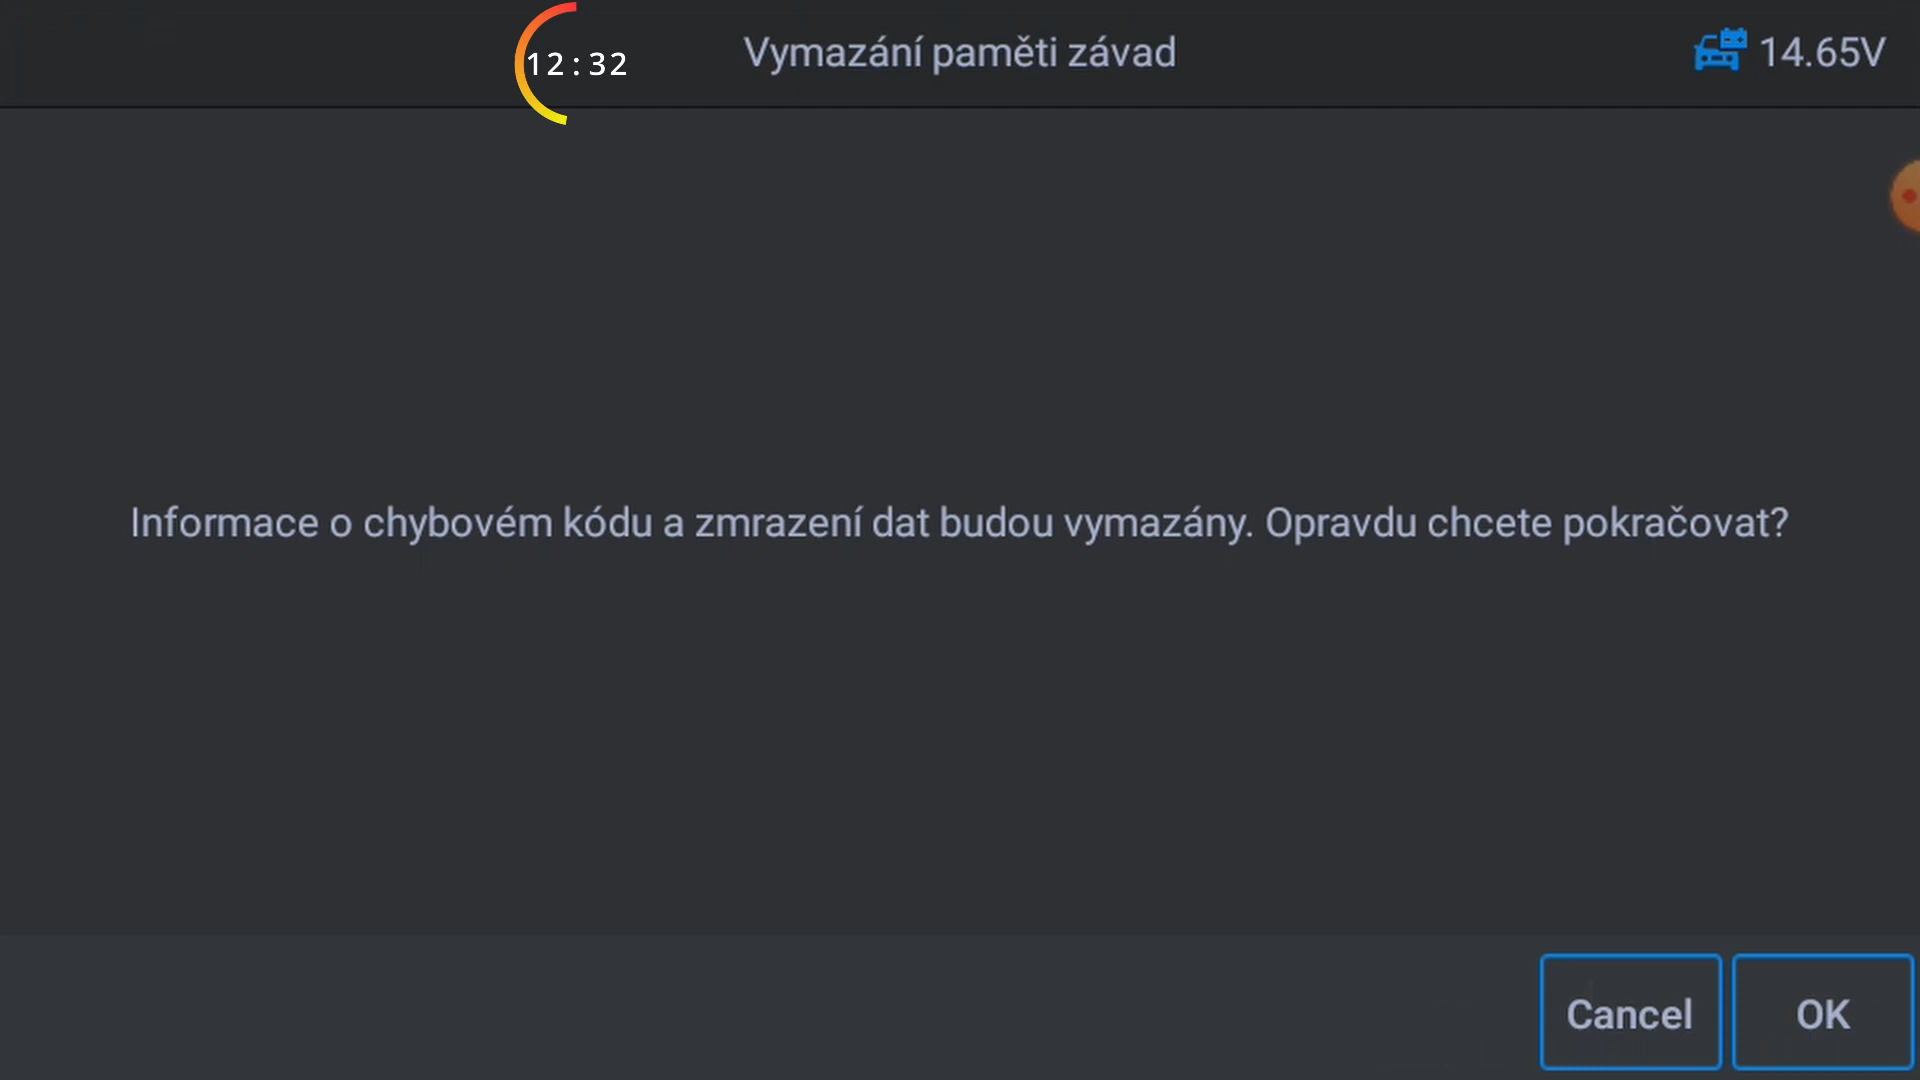 12:32
Vymazání paměti závad
14.65V
Informace o chybovém kódu a zmrazení dat budou vymazány. Opravdu chcete pokračovat?
Cancel
OK